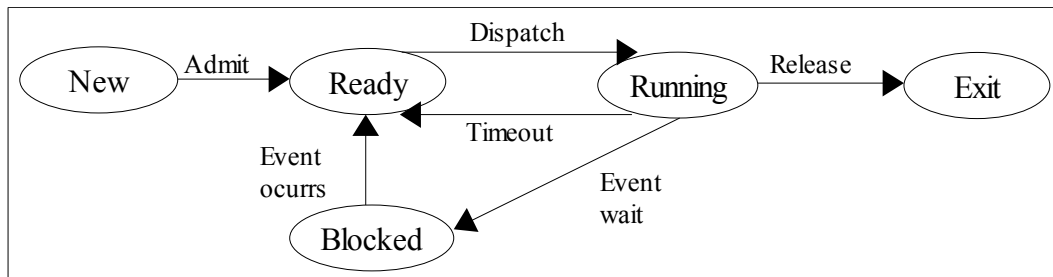 Dispatch
New
Admit
Ready
Running
Release
Exit
Timeout
Event
ocurrs
Event
wait
Blocked